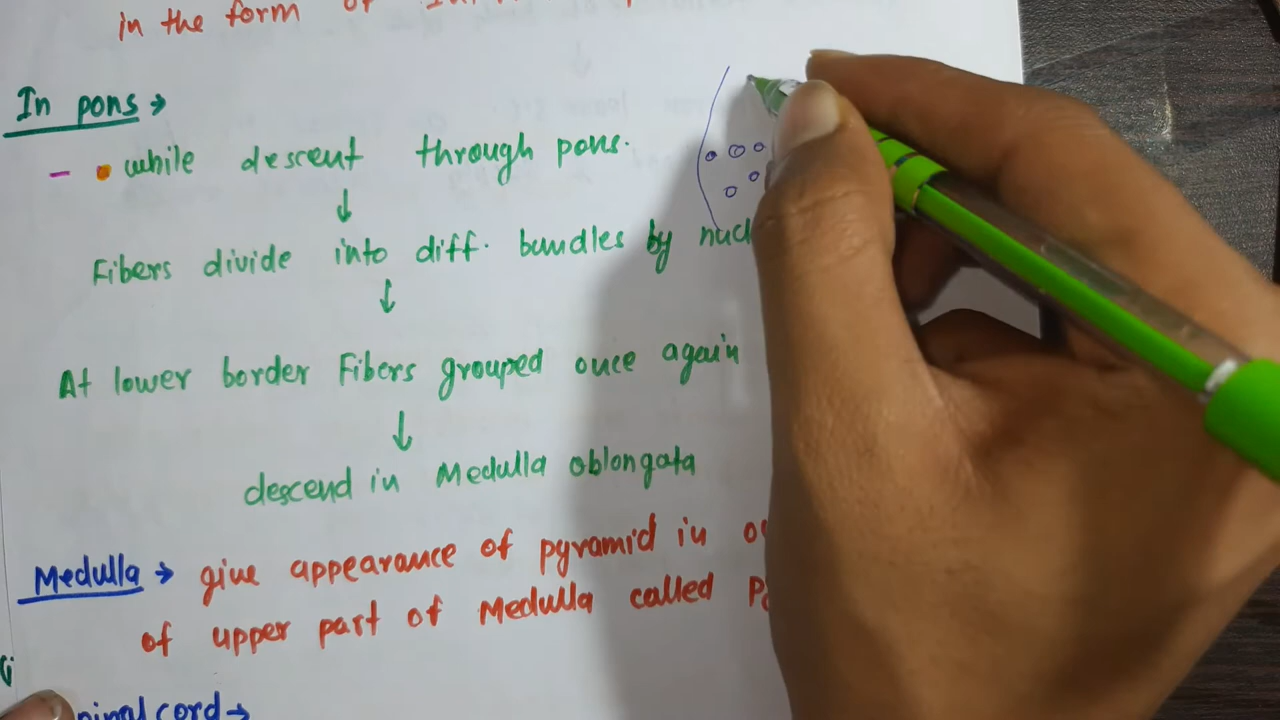 in the form of
In pons →
- • while descent through pons.
↓
Fibers divide into diff. bundles by
↓
At lower border Fibers grouped once again
↓
descend in Medulla oblongata
Medulla → give appearance of pyramid in
of upper part of Medulla called
cord →